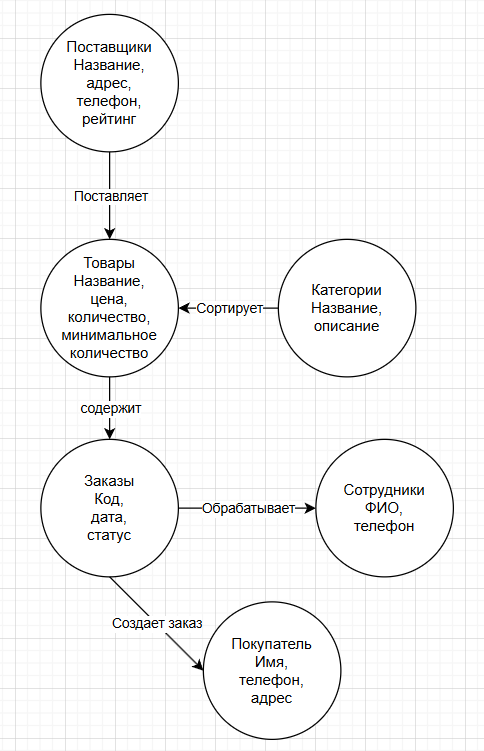 Поставщики
Название,
адрес,
телефон,
рейтинг
Поставляет
Товары
Название,
цена,
количество,
минимальное
количество
Сортирует
Категории
Название,
описание
содержит
Заказы
Код,
дата,
статус
Обрабатывает
Сотрудники
ФИО,
телефон
Создает заказ
Покупатель
Имя,
телефон,
адрес